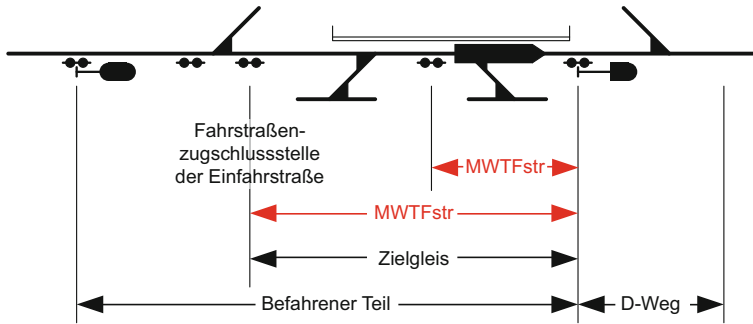 Fahrstraßen-
zugschlussstelle
der Einfahrstraße
MWTFstr
MWTFstr
Zielgleis
Befahrener Teil
D-Weg